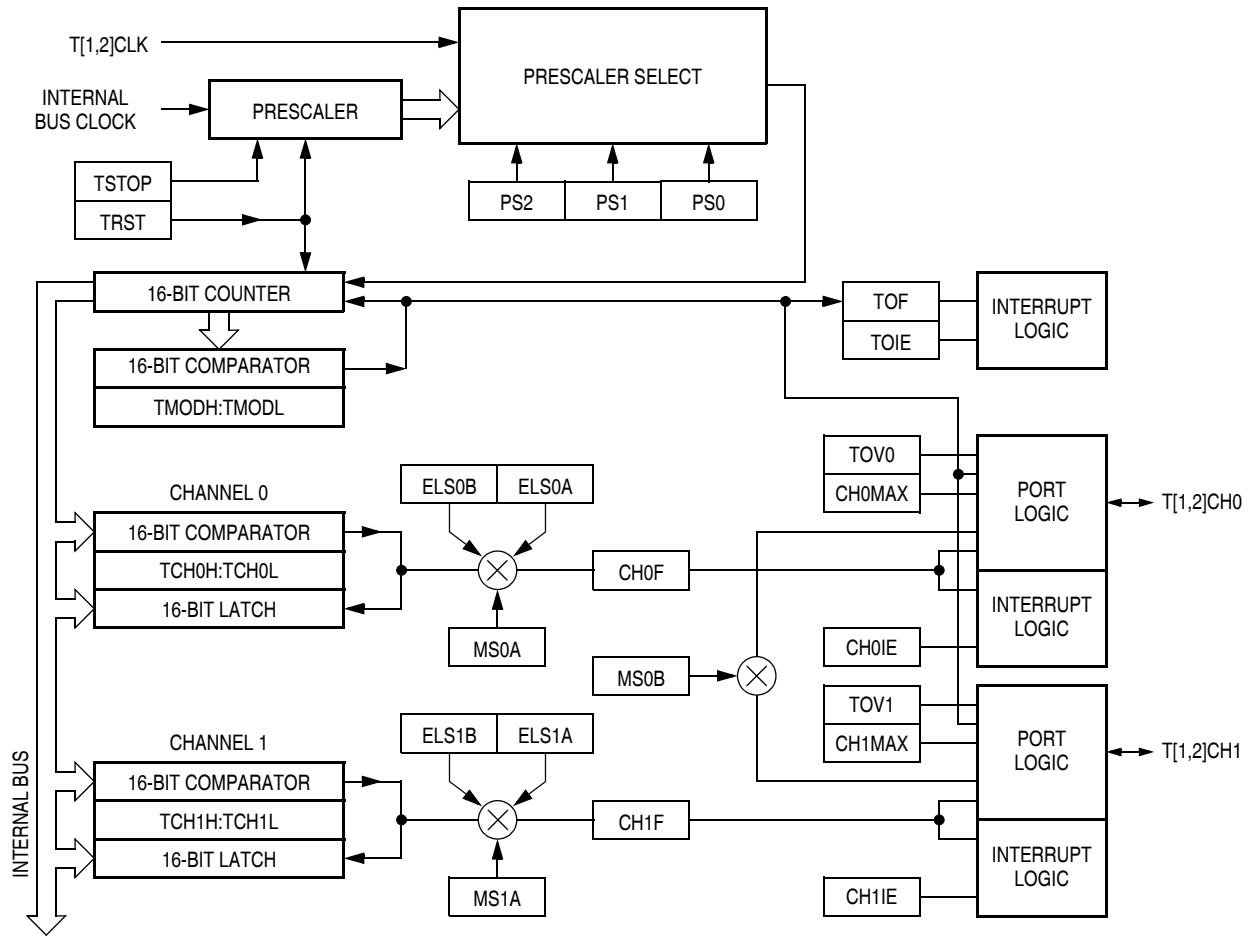 T[1,2]CLK
PRESCALER SELECT
INTERNAL
BUS CLOCK
PRESCALER
TSTOP
TRST
PS2
PS1
PS0
16-BIT COUNTER
TOF
TOIE
INTERRUPT
LOGIC
16-BIT COMPARATOR
TMODH:TMODL
CHANNEL 0
16-BIT COMPARATOR
TCH0H:TCH0L
16-BIT LATCH
ELS0B
ELS0A
MS0A
CH0F
TOV0
CH0MAX
PORT
LOGIC
T[1,2]CH0
INTERRUPT
LOGIC
CH0IE
MS0B
CHANNEL 1
16-BIT COMPARATOR
TCH1H:TCH1L
16-BIT LATCH
ELS1B
ELS1A
MS1A
CH1F
TOV1
CH1MAX
PORT
LOGIC
T[1,2]CH1
INTERRUPT
LOGIC
CH1IE
INTERNAL BUS